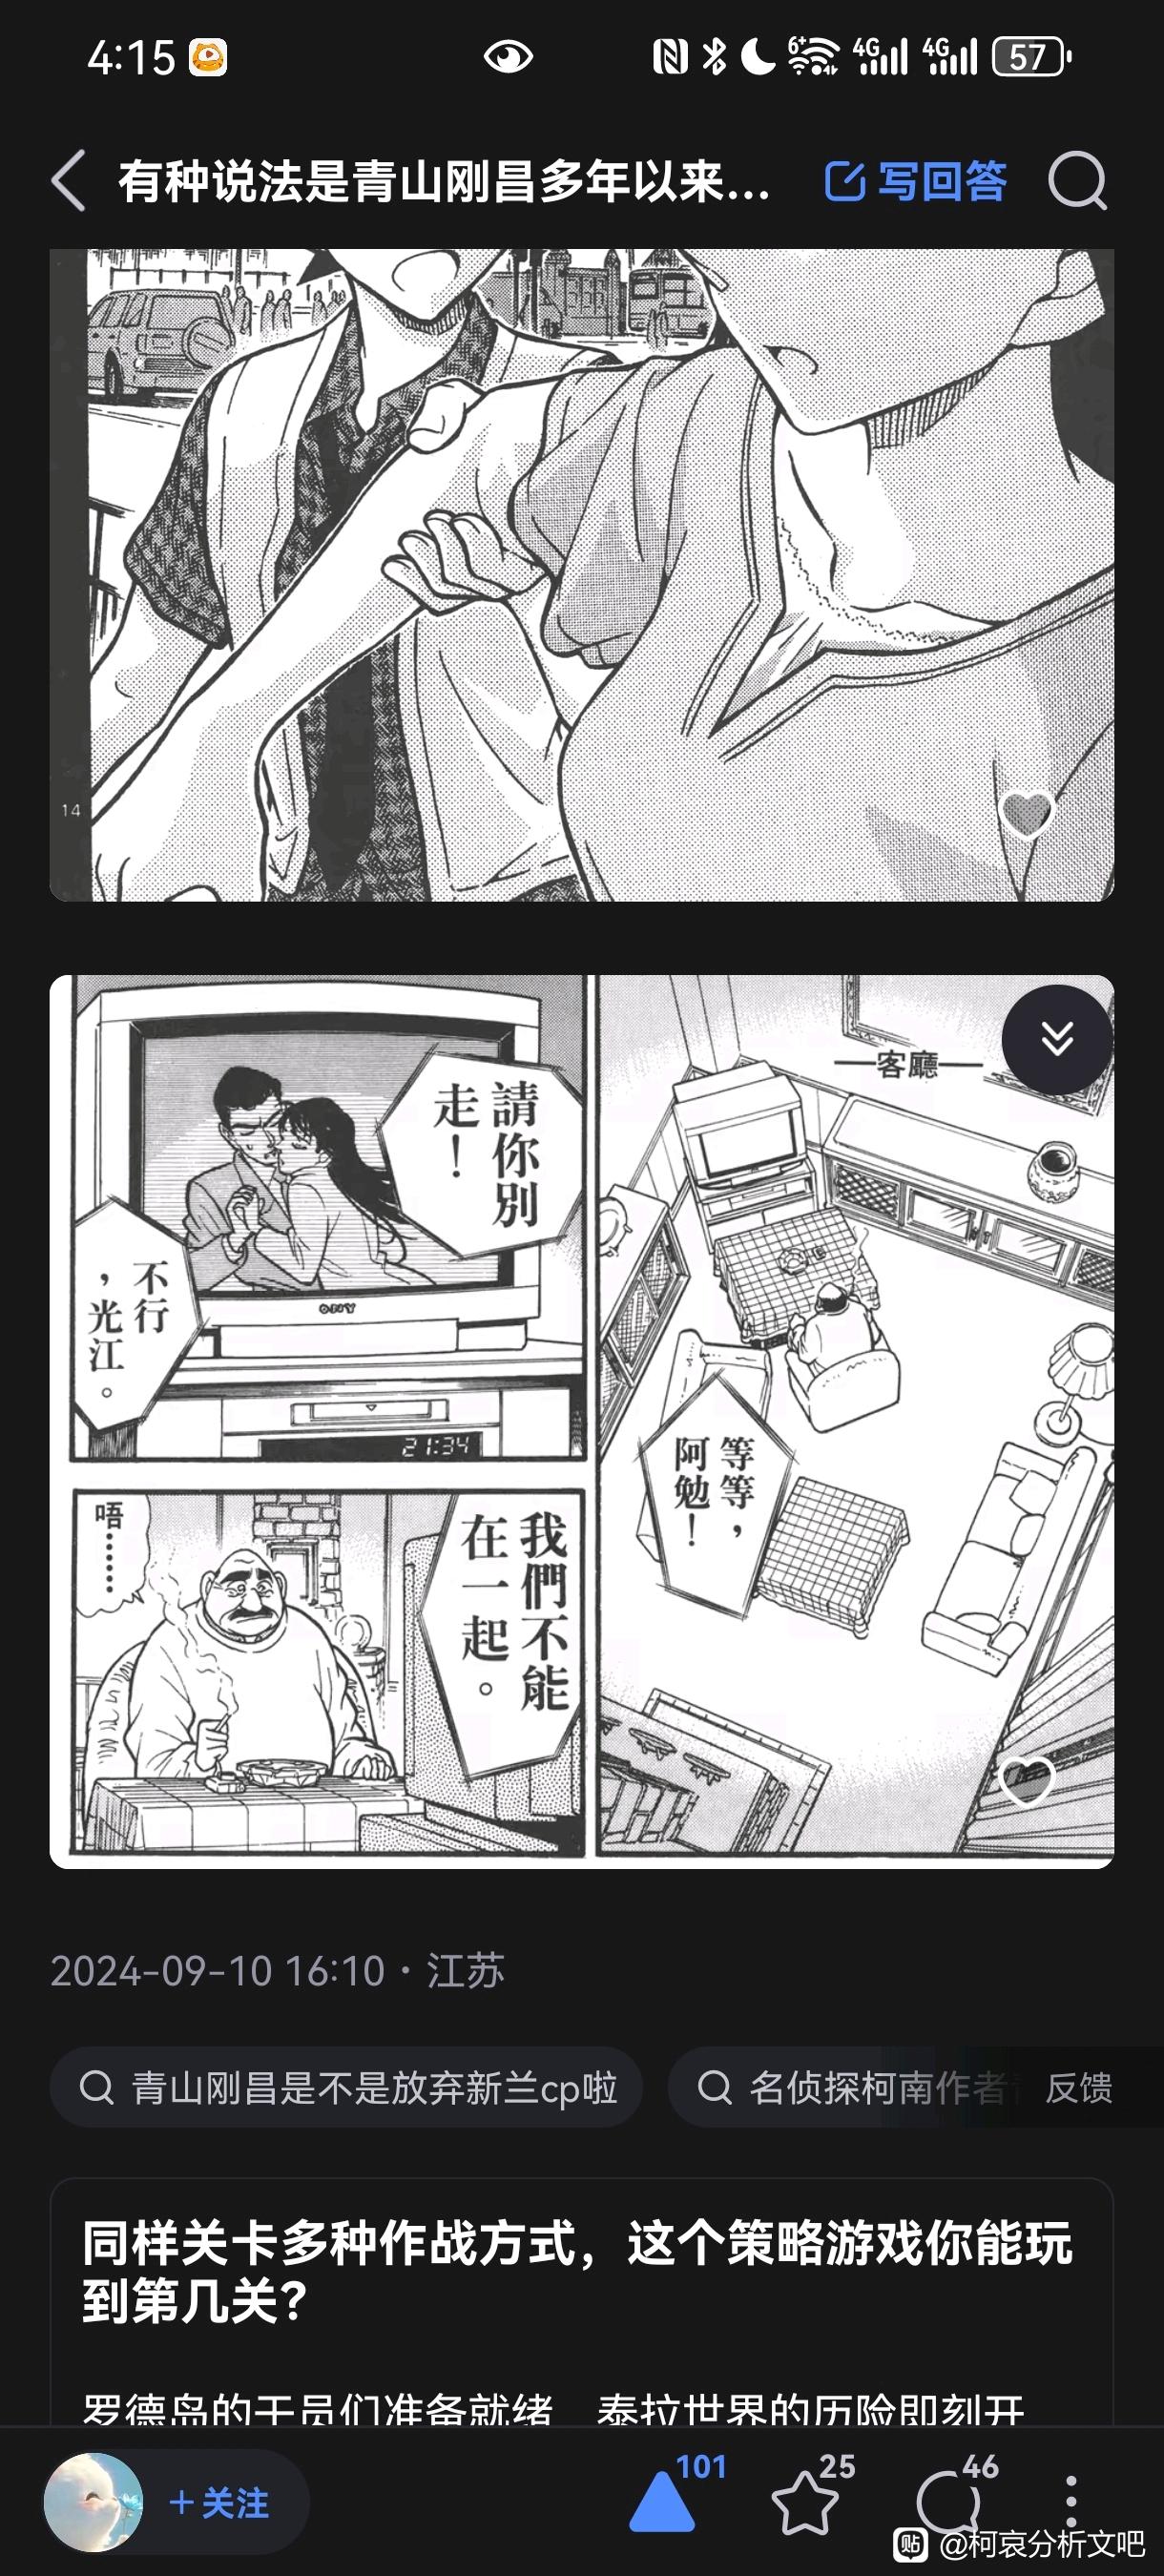 4:15
6+
4G
4G
57
有种说法是青山刚昌多年以来...
写回答
14
客廳
請你別
走！
不行
，光江。
ONY
21:34
等等，
阿勉！
唔……
我們不能
在一起。
2024-09-10 16:10 · 江苏
青山刚昌是不是放弃新兰cp啦
名侦探柯南作者
反馈
同样关卡多种作战方式，这个策略游戏你能玩
到第几关？
罗德岛的干员们准备就绪 泰拉世界的历险即刻开
+关注
101
25
46
贴 @柯哀分析文吧